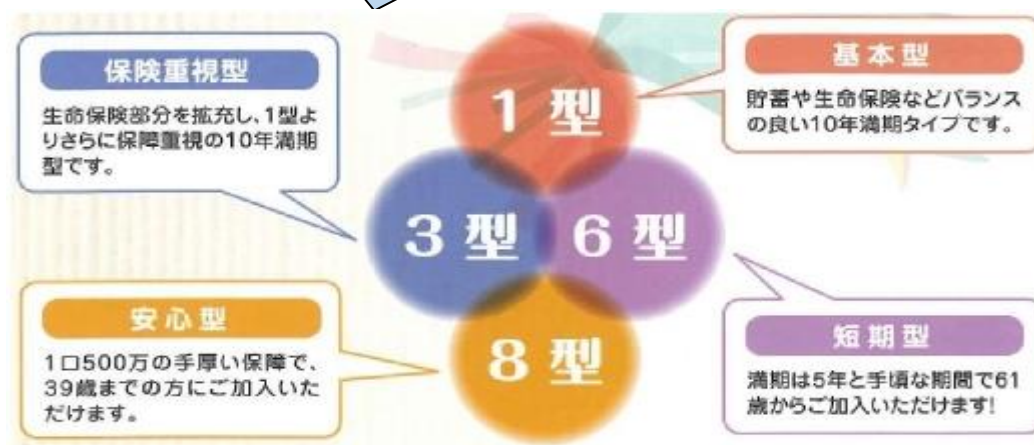 保険重視型
生命保険部分を拡充し、1型よ
りさらに保障重視の10年満期
型です。
1型
基本型
貯蓄や生命保険などバランス
の良い10年満期タイプです。
3型
6型
安心型
1口500万の手厚い保障で、
39歳までの方にご加入いた
だけます。
8型
短期型
満期は5年と手頃な期間で61
歳からご加入いただけます!